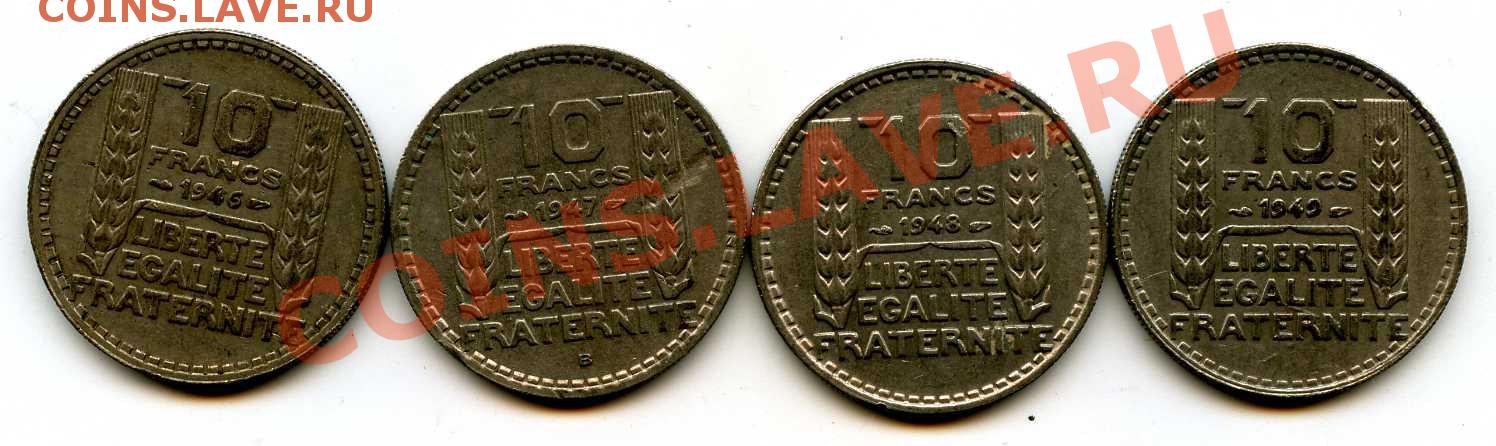 COINS.LAVE.RU
10
FRANCS
1946
LIBERTE
EGALITE
FRATERNITE
10
FRANCS
1947
LIBERTE
EGALITE
FRATERNITE
B
10
FRANCS
1948
LIBERTE
EGALITE
FRATERNITE
10
FRANCS
1949
LIBERTE
EGALITE
FRATERNITE
COINS.LAVE.RU